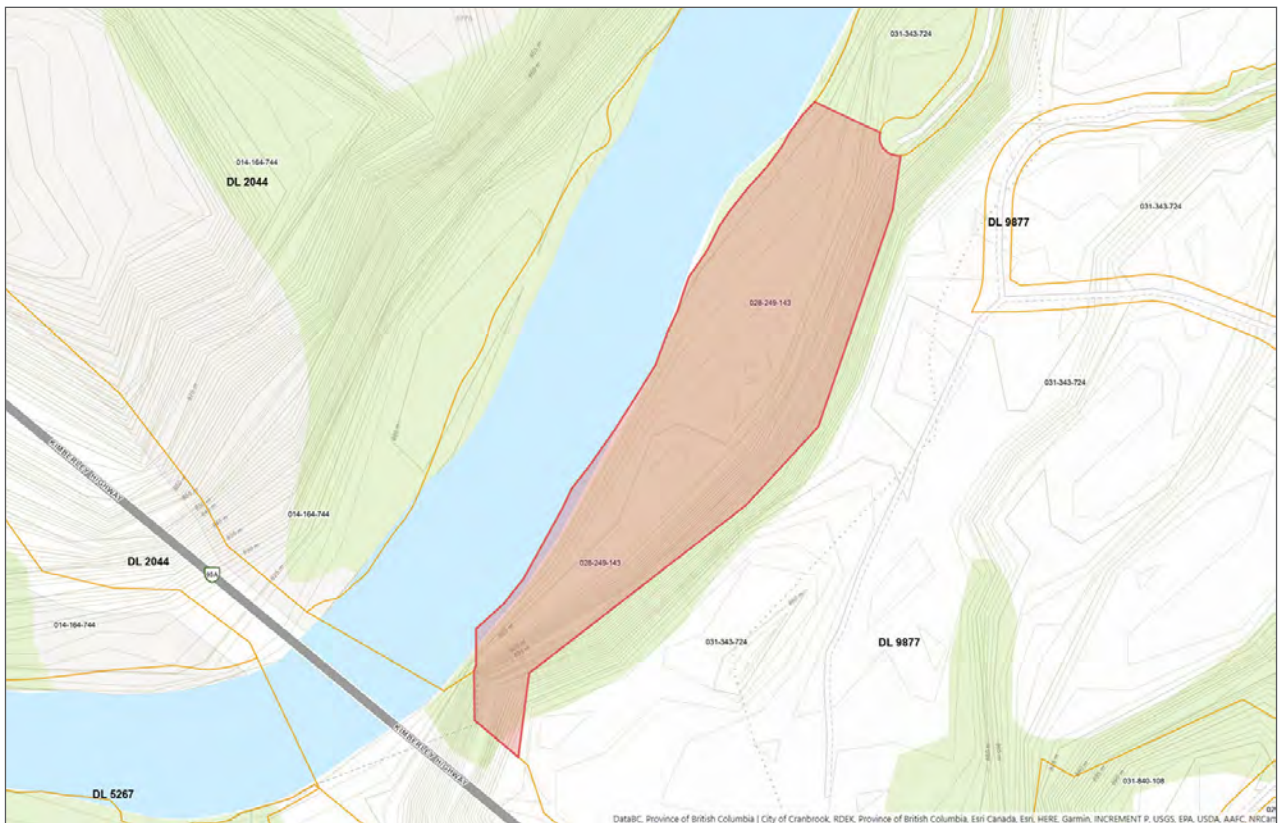 031-343-724
014-164-744
DL 2044
031-343-724
DL 9877
028-249-143
031-343-724
KIMBERLEY HIGHWAY
014-164-744
DL 2044
95A
028-249-143
014-164-744
031-343-724
DL 9877
KIMBERLEY HIGHWAY
031-840-108
DL 5267
DataBC, Province of British Columbia | City of Cranbrook, RDEK, Province of British Columbia, Esri Canada, Esri, HERE, Garmin, INCREMENT P, USGS, EPA, USDA, AAFC, NRCan